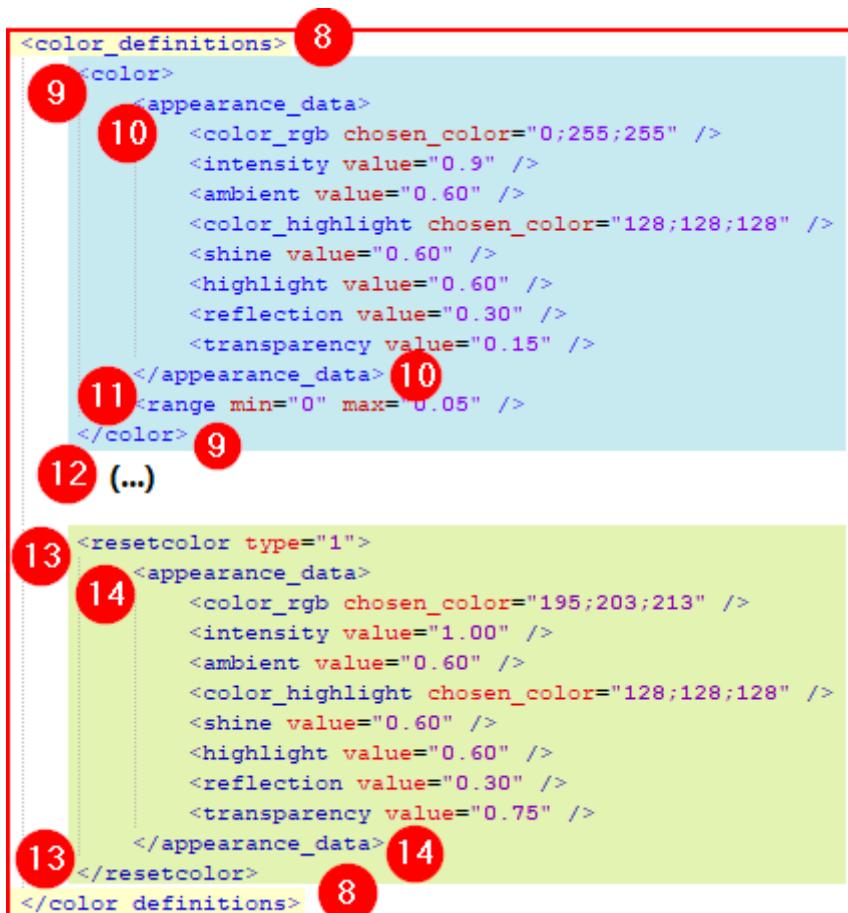 <color_definitions> 8
9 <color>
10 <appearance_data>
<color_rgb chosen_color="0;255;255" />
<intensity value="0.9" />
<ambient value="0.60" />
<color_highlight chosen_color="128;128;128" />
<shine value="0.60" />
<highlight value="0.60" />
<reflection value="0.30" />
<transparency value="0.15" />
</appearance_data> 10
11 <range min="0" max="0.05" />
</color> 9
12 (...)
13 <resetcolor type="1">
14 <appearance_data>
<color_rgb chosen_color="195;203;213" />
<intensity value="1.00" />
<ambient value="0.60" />
<color_highlight chosen_color="128;128;128" />
<shine value="0.60" />
<highlight value="0.60" />
<reflection value="0.30" />
<transparency value="0.75" />
</appearance_data> 14
13 </resetcolor>
</color_definitions> 8